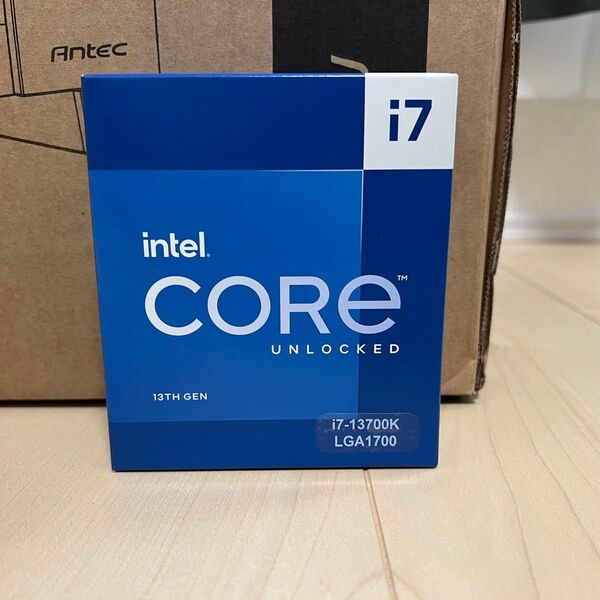 Antec
i7
intel.
CORE™
UNLOCKED
13TH GEN
i7-13700K
LGA1700